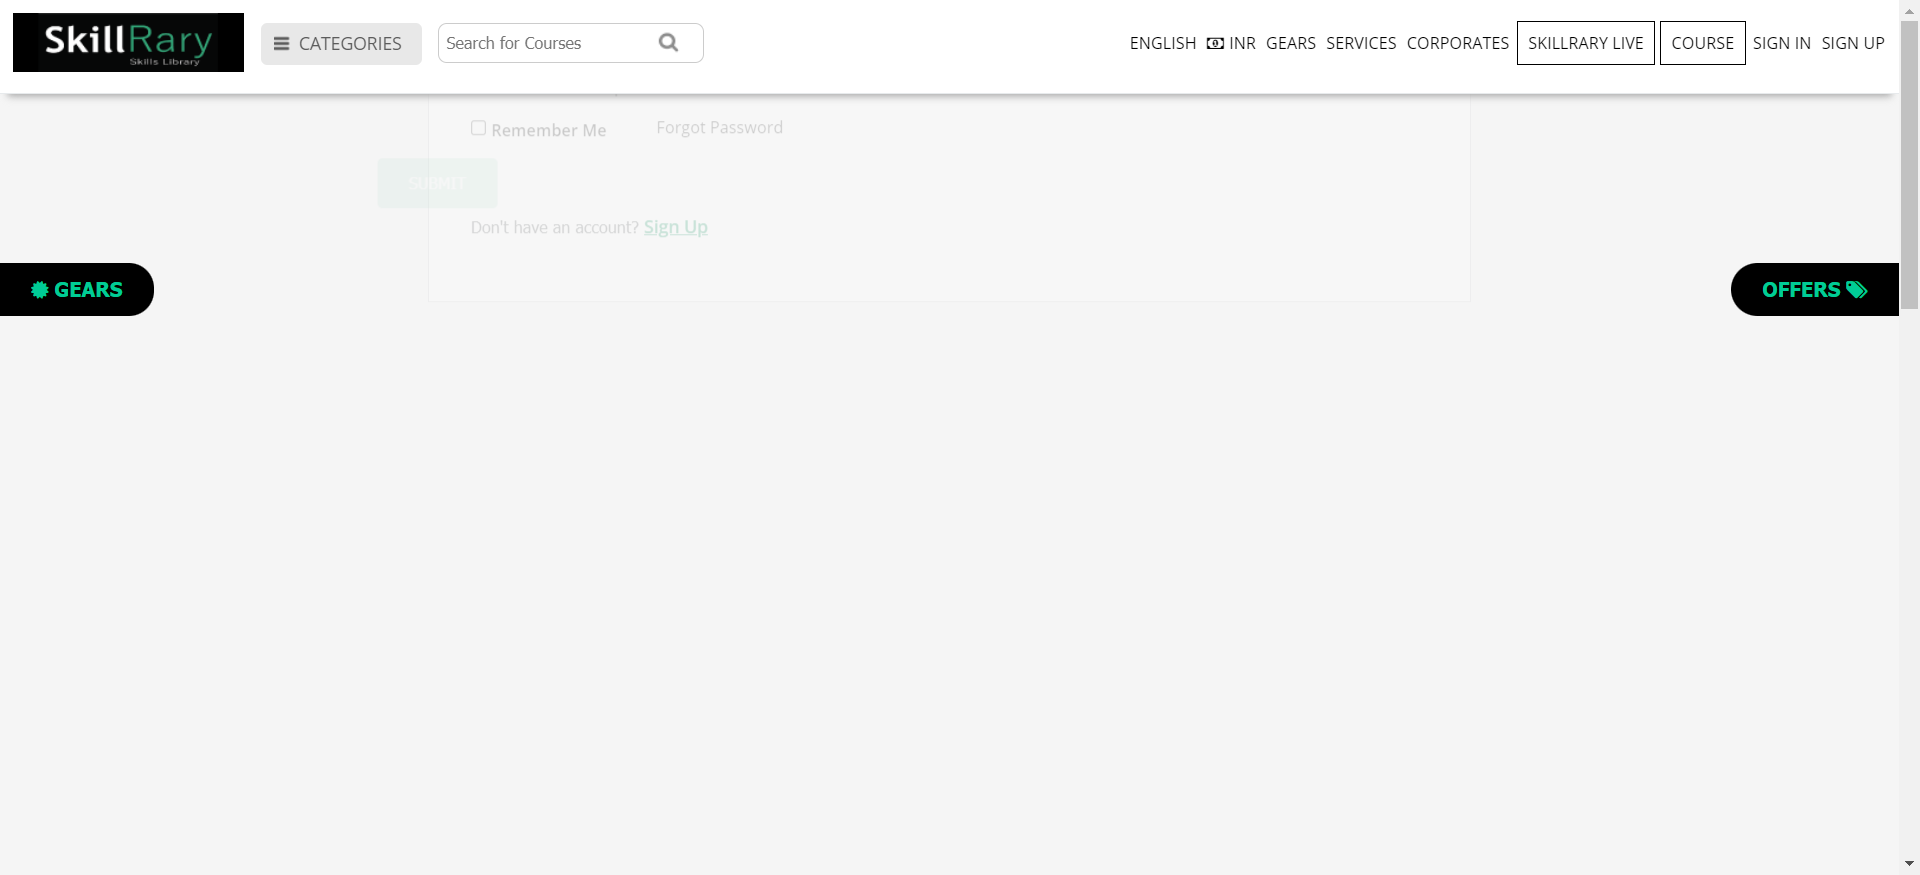 SkillRary
Skills Library
CATEGORIES
Search for Courses
ENGLISH INR GEARS SERVICES CORPORATES SKILLRARY LIVE COURSE SIGN IN SIGN UP
Remember Me Forgot Password
SUBMIT
Don't have an account? Sign Up
GEARS
OFFERS